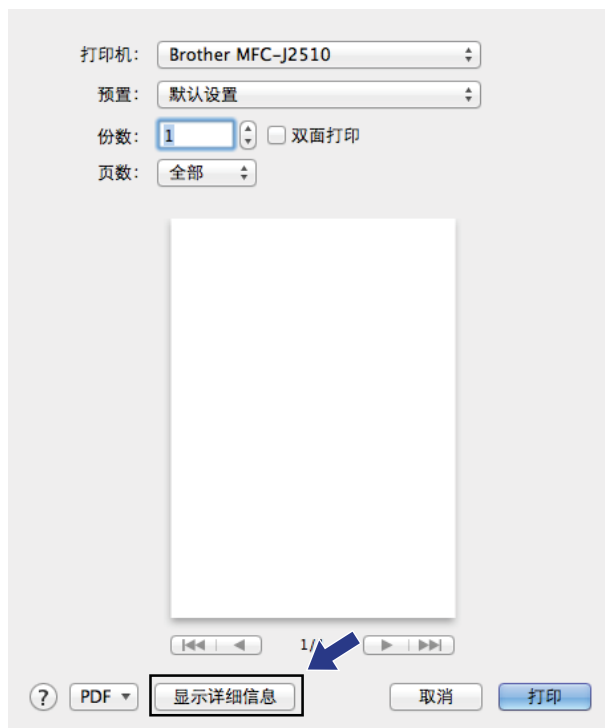 打印机： Brother MFC-J2510
预置： 默认设置
份数： 1 双面打印
页数： 全部
1/
? PDF 显示详细信息 取消 打印